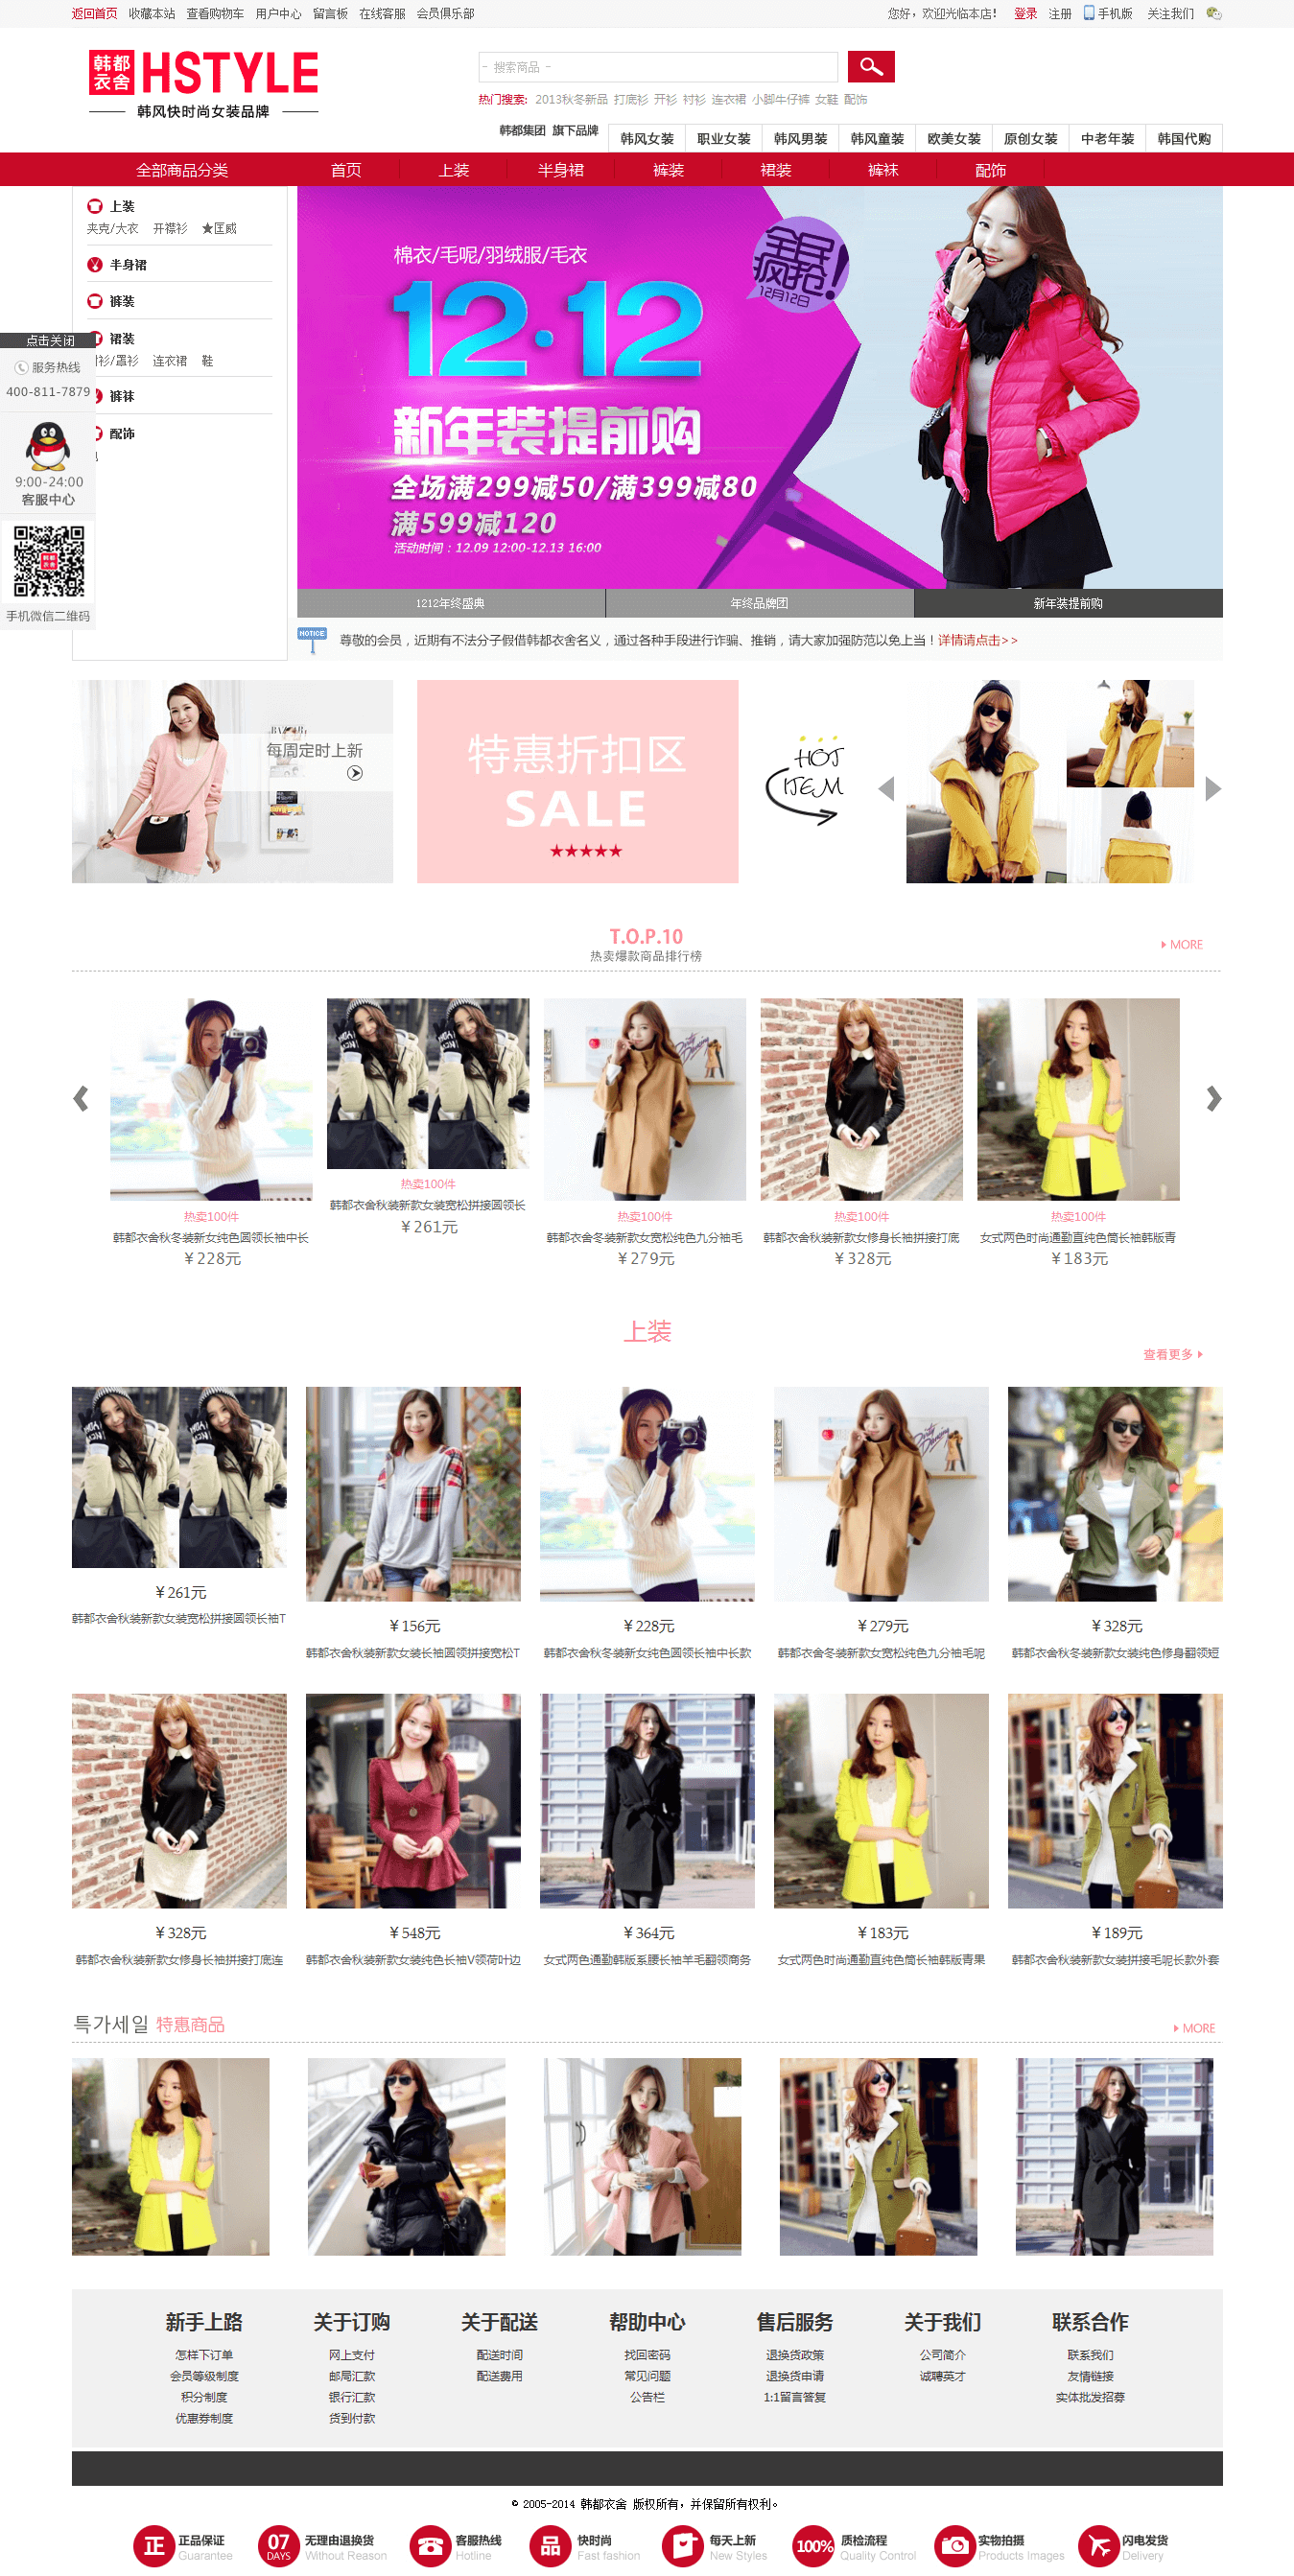 返回首页 收藏本站 查看购物车 用户中心 留言板 在线客服 会员俱乐部
您好，欢迎光临本店！ 登录 注册 手机版 关注我们
韩都衣舍 HSTYLE
韩风快时尚女装品牌
- 搜索商品 -
热门搜索: 2013秋冬新品 打底衫 开衫 衬衫 连衣裙 小脚牛仔裤 女鞋 配饰
韩都集团 旗下品牌 韩风女装 职业女装 韩风男装 韩风童装 欧美女装 原创女装 中老年装 韩国代购
全部商品分类 首页 上装 半身裙 裤装 裙装 裤袜 配饰
上装
夹克/大衣 开襟衫 ★匡威
半身裙
裤装
裙装
衬衫/罩衫 连衣裙 鞋
裤袜
配饰
点击关闭
服务热线
400-811-7879
9:00-24:00
客服中心
韩都衣舍
手机微信二维码
棉衣/毛呢/羽绒服/毛衣
全民疯抢!
12月12日
12·12
新年装提前购
全场满299减50/满399减80
满599减120
活动时间：12.09 12:00-12.13 16:00
1212年终盛典 年终品牌团 新年装提前购
NOTICE
尊敬的会员，近期有不法分子假借韩都衣舍名义，通过各种手段进行诈骗、推销，请大家加强防范以免上当！详情请点击>>
每周定时上新
特惠折扣区
SALE
★★★★★
HOT
ITEM
T.O.P.10
热卖爆款商品排行榜
MORE
热卖100件
韩都衣舍秋冬装新女纯色圆领长袖中长
￥228元
热卖100件
韩都衣舍秋装新款女装宽松拼接圆领长
￥261元
热卖100件
韩都衣舍冬装新款女宽松纯色九分袖毛
￥279元
热卖100件
韩都衣舍秋装新款女修身长袖拼接打底
￥328元
热卖100件
女式两色时尚通勤直纯色筒长袖韩版青
￥183元
上装
查看更多
￥261元
韩都衣舍秋装新款女装宽松拼接圆领长袖T
￥156元
韩都衣舍秋装新款女装长袖圆领拼接宽松T
￥228元
韩都衣舍秋冬装新女纯色圆领长袖中长款
￥279元
韩都衣舍冬装新款女宽松纯色九分袖毛呢
￥328元
韩都衣舍秋冬装新款女装纯色修身翻领短
￥328元
韩都衣舍秋装新款女修身长袖拼接打底连
￥548元
韩都衣舍秋装新款女装纯色长袖V领荷叶边
￥364元
女式两色通勤韩版系腰长袖羊毛翻领商务
￥183元
女式两色时尚通勤直纯色筒长袖韩版青果
￥189元
韩都衣舍秋装新款女装拼接毛呢长款外套
특가세일 特惠商品
MORE
新手上路 关于订购 关于配送 帮助中心 售后服务 关于我们 联系合作
怎样下订单 网上支付 配送时间 找回密码 退换货政策 公司简介 联系我们
会员等级制度 邮局汇款 配送费用 常见问题 退换货申请 诚聘英才 友情链接
积分制度 银行汇款 公告栏 1:1留言答复 实体批发招募
优惠券制度 货到付款
© 2005-2014 韩都衣舍 版权所有，并保留所有权利。
正 正品保证 Guarantee
07 DAYS 无理由退换货 Without Reason
客服热线 Hotline
品 快时尚 Fast fashion
每天上新 New Styles
100% 质检流程 Quality Control
实物拍摄 Products Images
闪电发货 Delivery